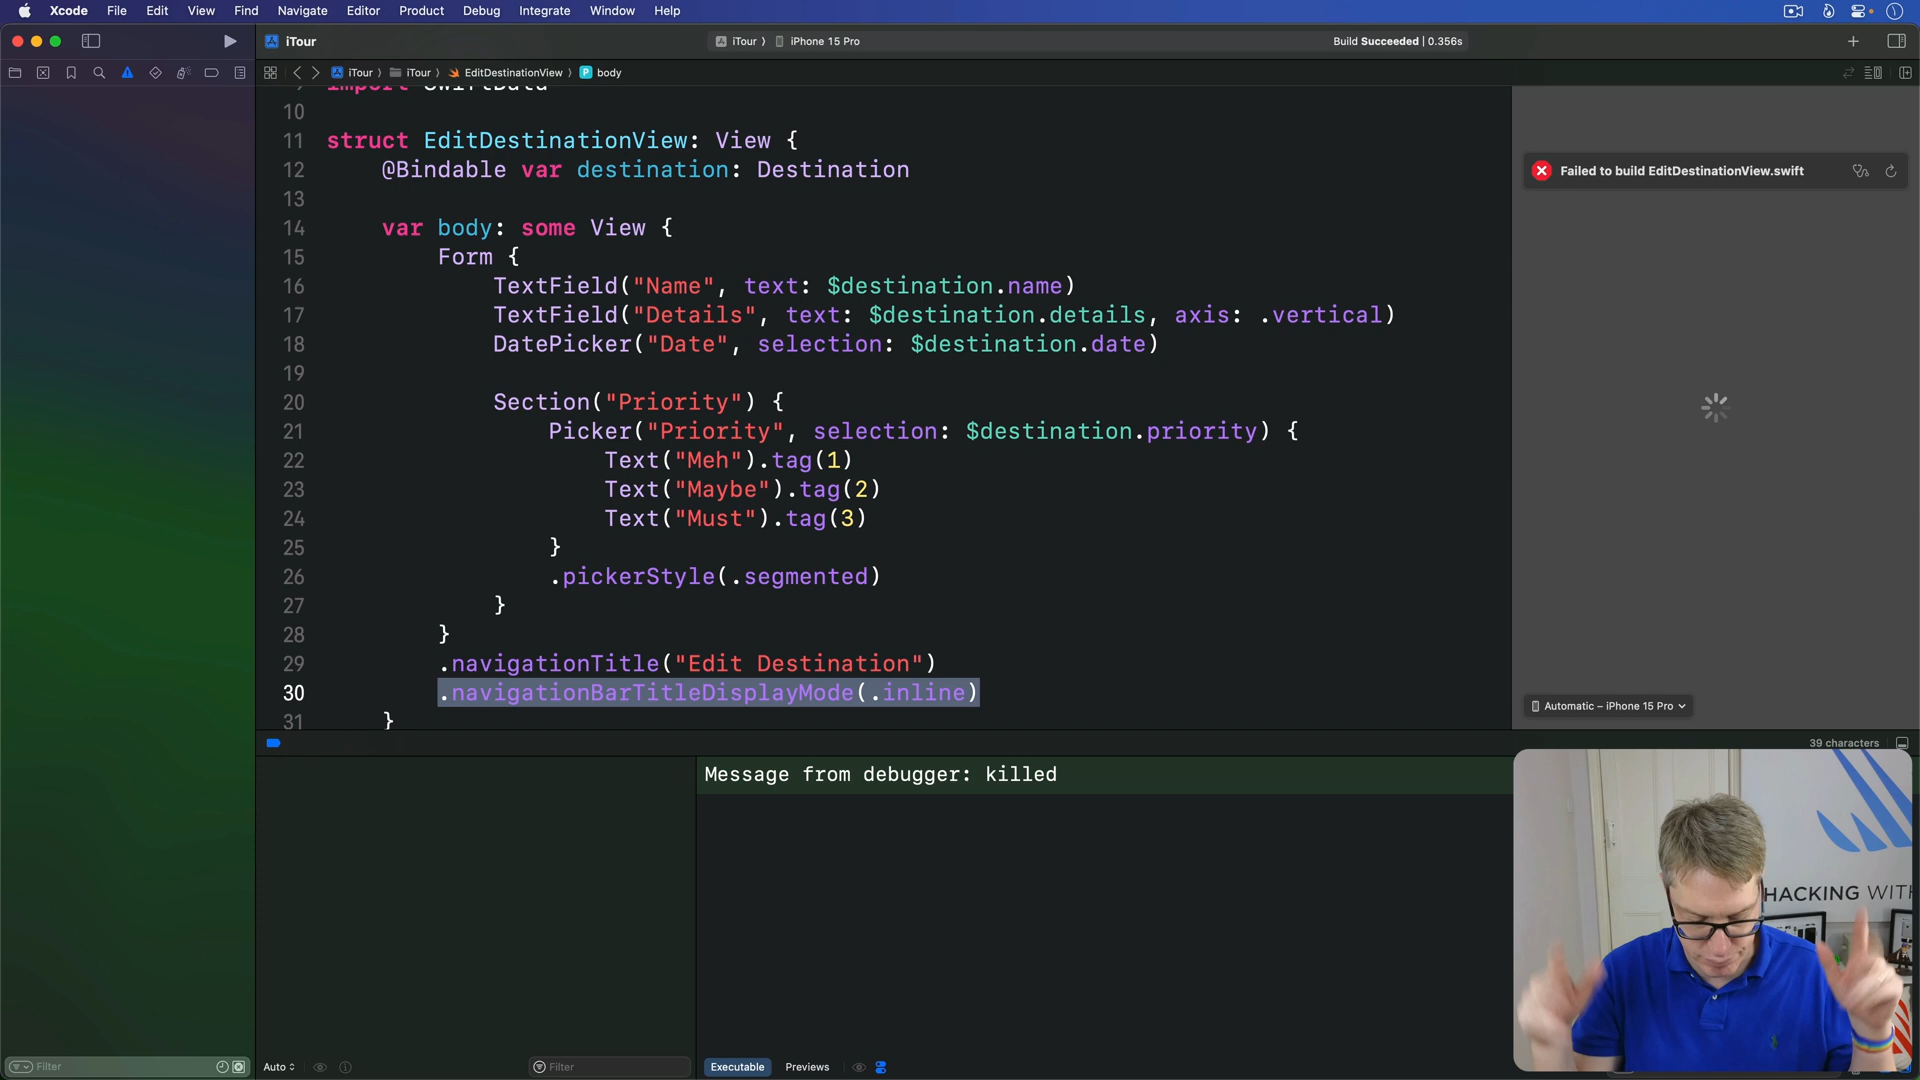 Xcode File Edit View Find Navigate Editor Product Debug Integrate Window Help
iTour
iTour iPhone 15 Pro
Build Succeeded | 0.356s
iTour iTour EditDestinationView body
10
11 struct EditDestinationView: View {
12 @Bindable var destination: Destination
13
14 var body: some View {
15 Form {
16 TextField("Name", text: $destination.name)
17 TextField("Details", text: $destination.details, axis: .vertical)
18 DatePicker("Date", selection: $destination.date)
19
20 Section("Priority") {
21 Picker("Priority", selection: $destination.priority) {
22 Text("Meh").tag(1)
23 Text("Maybe").tag(2)
24 Text("Must").tag(3)
25 }
26 .pickerStyle(.segmented)
27 }
28 }
29 .navigationTitle("Edit Destination")
30 .navigationBarTitleDisplayMode(.inline)
31 }
Failed to build EditDestinationView.swift
Automatic – iPhone 15 Pro
39 characters
Message from debugger: killed
HACKING WITH
Filter
Auto
Filter
Executable Previews